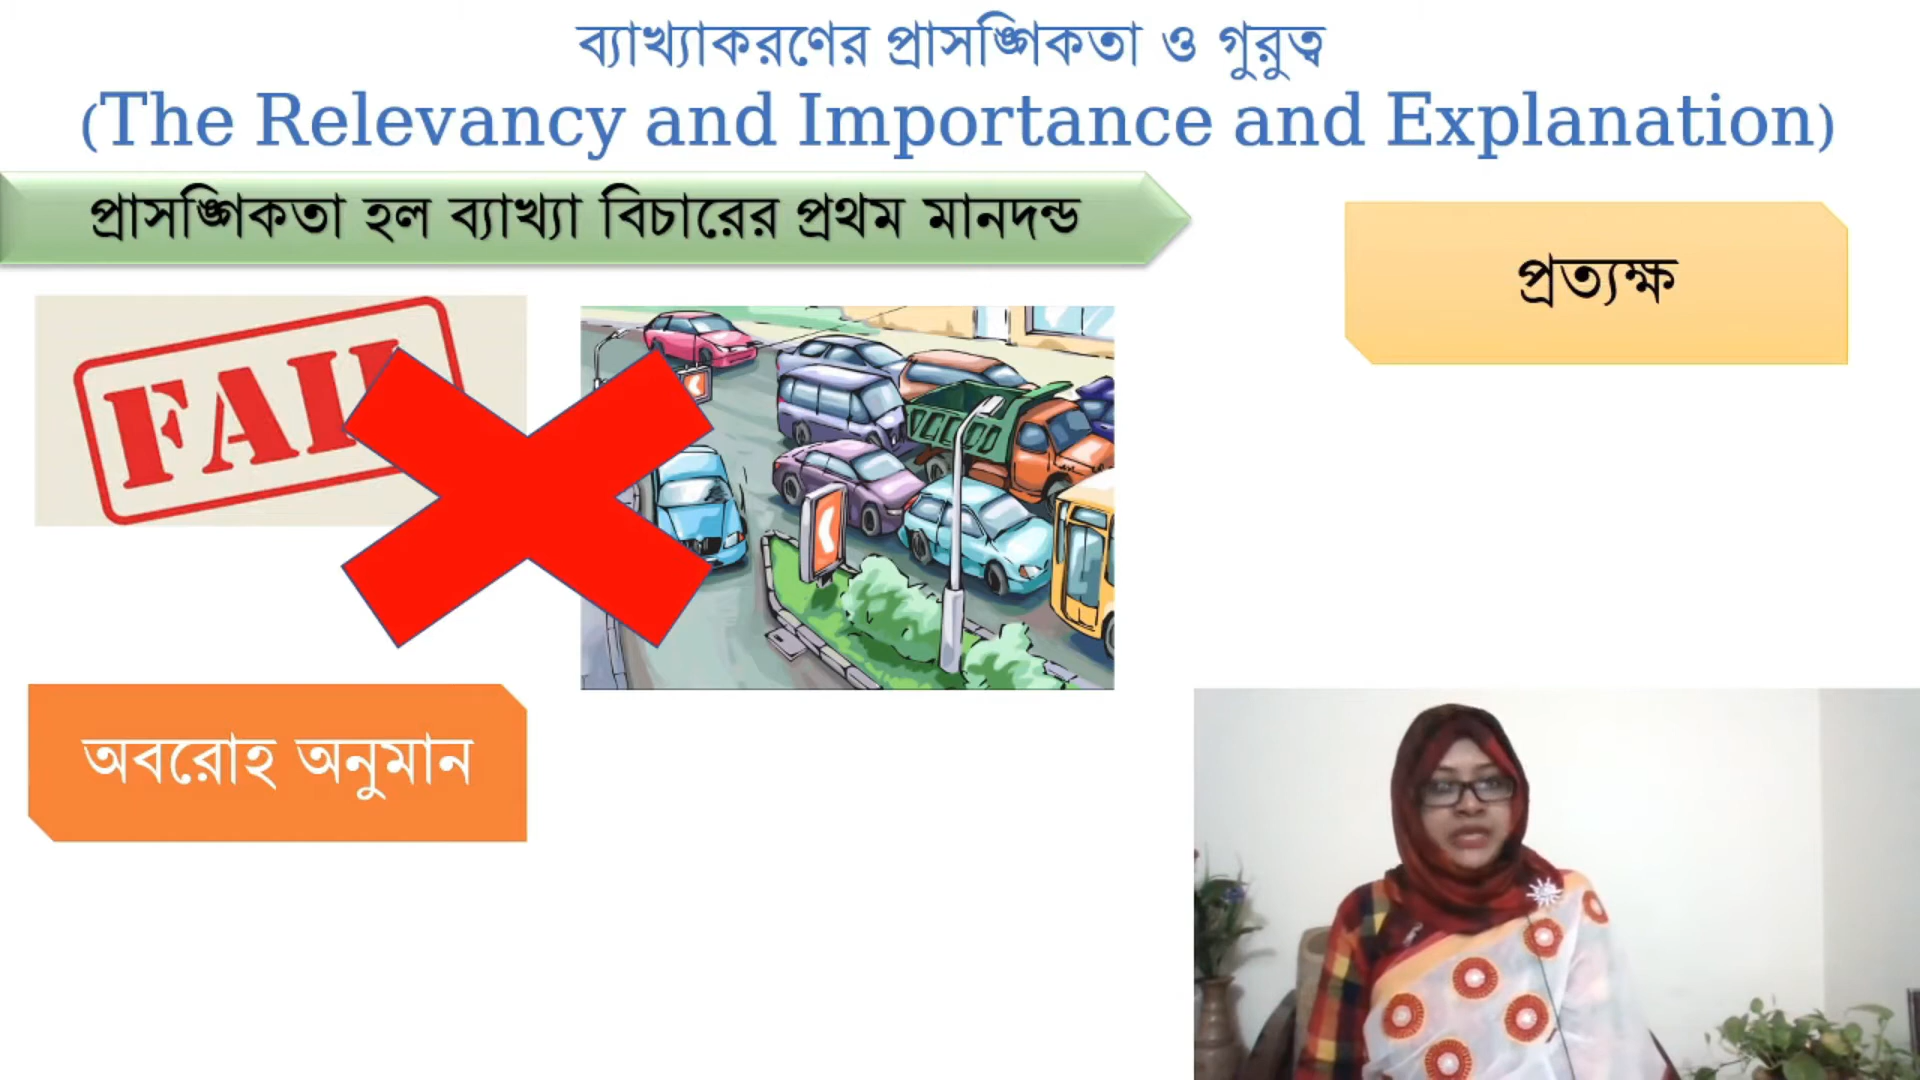 ব্যাখ্যাকরণের প্রাসঙ্গিকতা ও গুরুত্ব
(The Relevancy and Importance and Explanation)
প্রাসঙ্গিকতা হল ব্যাখ্যা বিচারের প্রথম মানদন্ড
প্রত্যক্ষ
FAIL
অবরোহ অনুমান